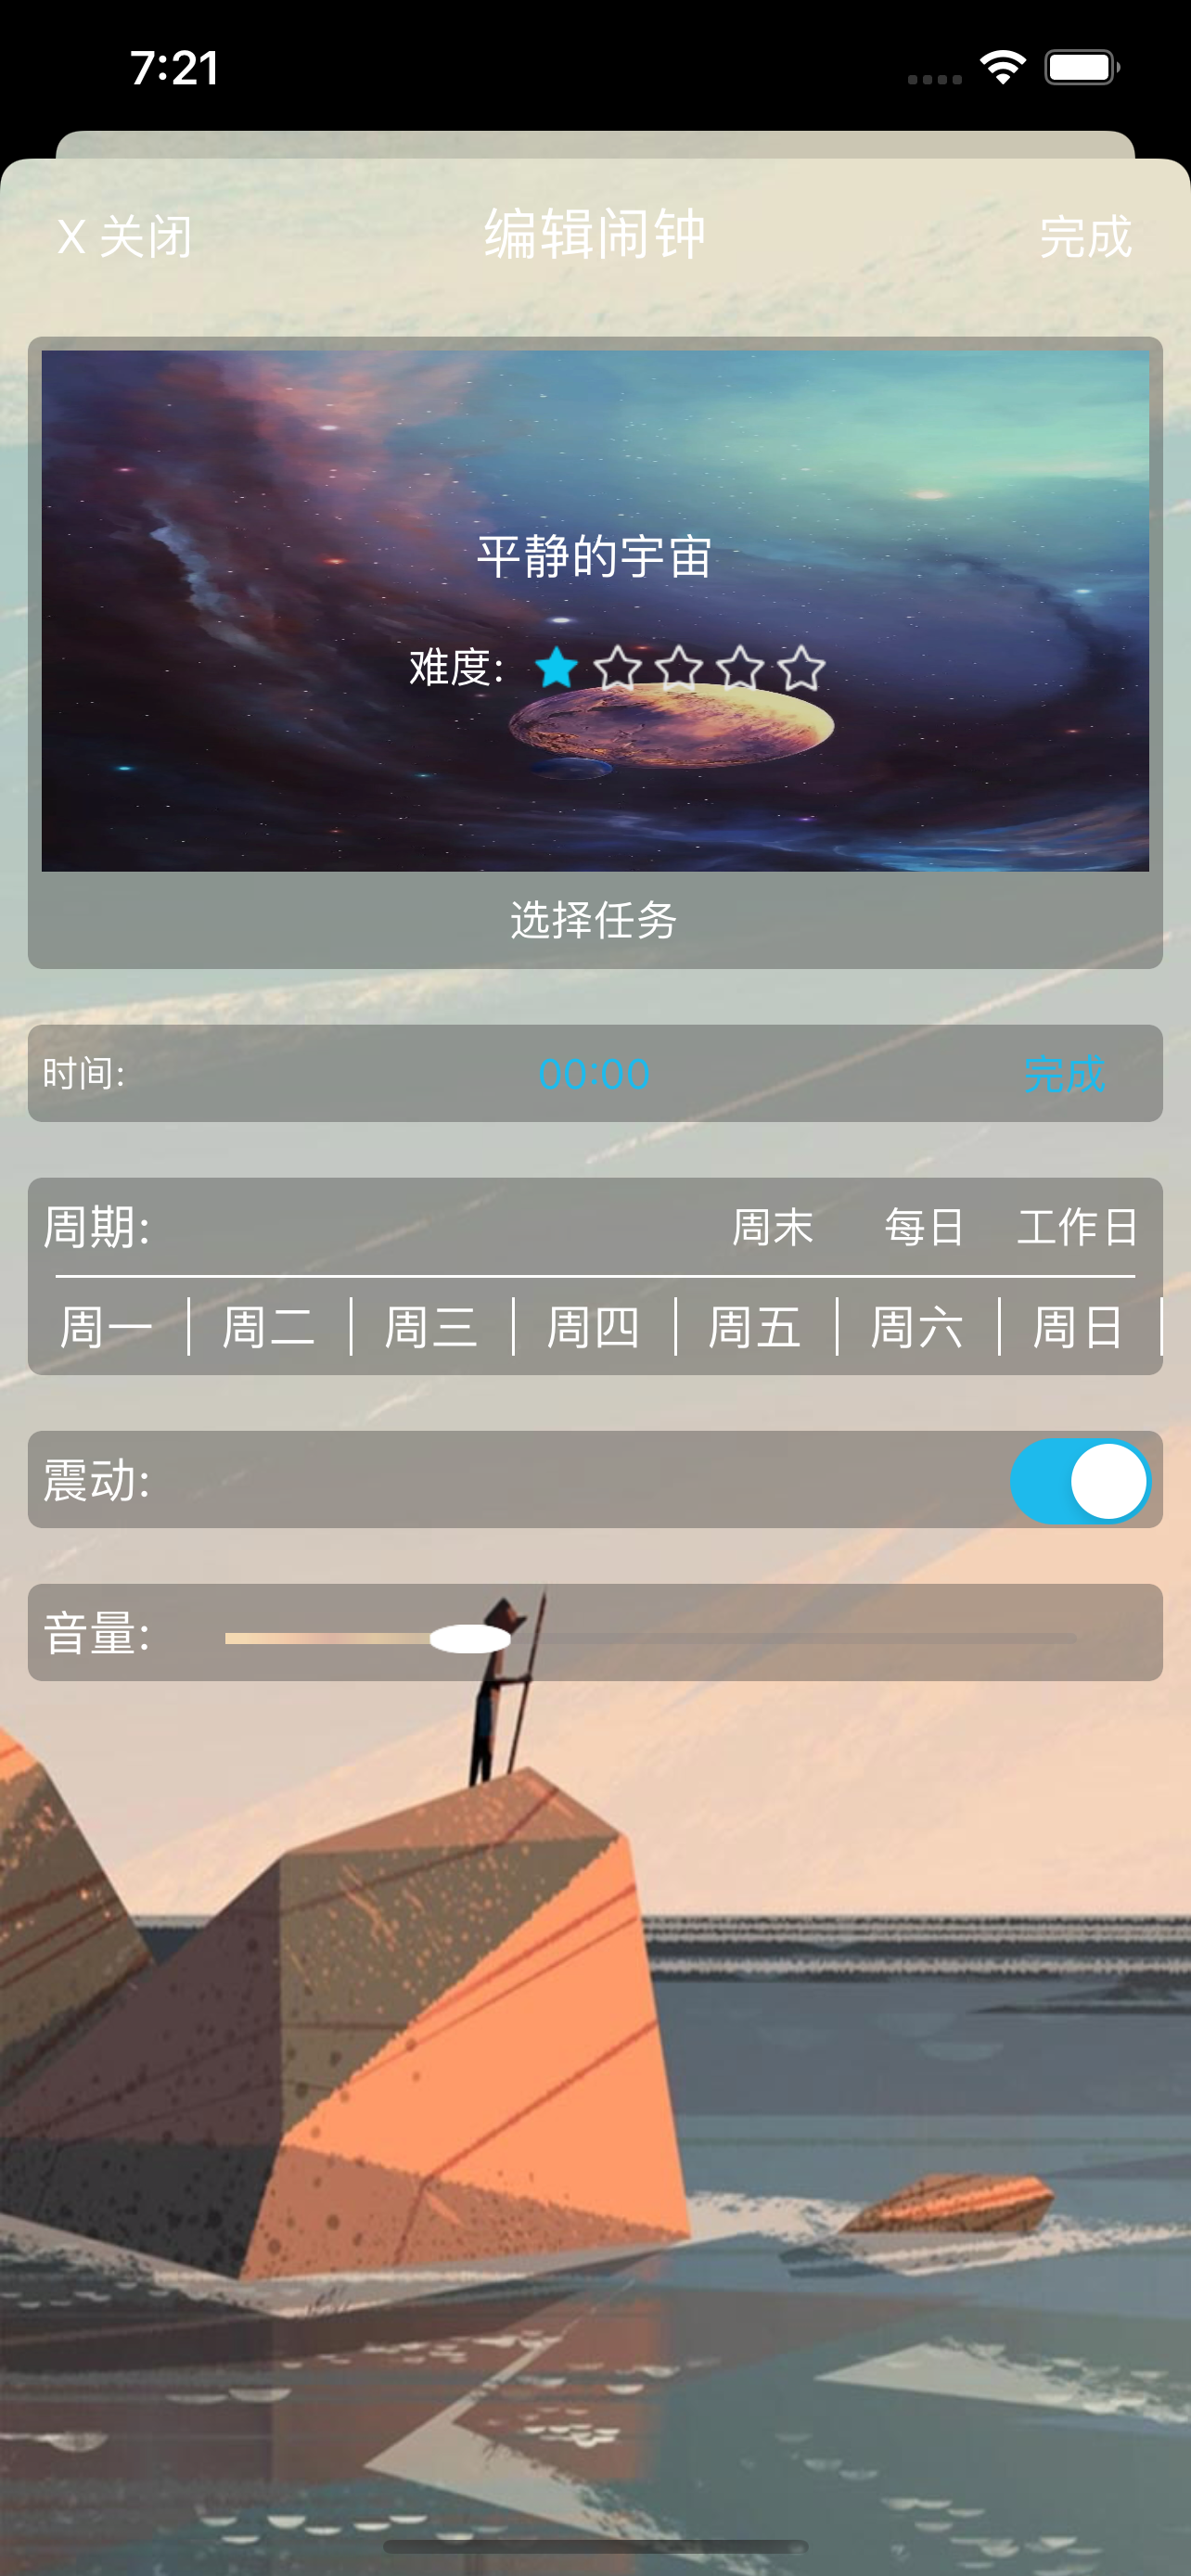 7:21
X 关闭 编辑闹钟 完成
平静的宇宙
难度:
选择任务
时间: 00:00 完成
周期: 周末 每日 工作日
周一 周二 周三 周四 周五 周六 周日
震动:
音量: